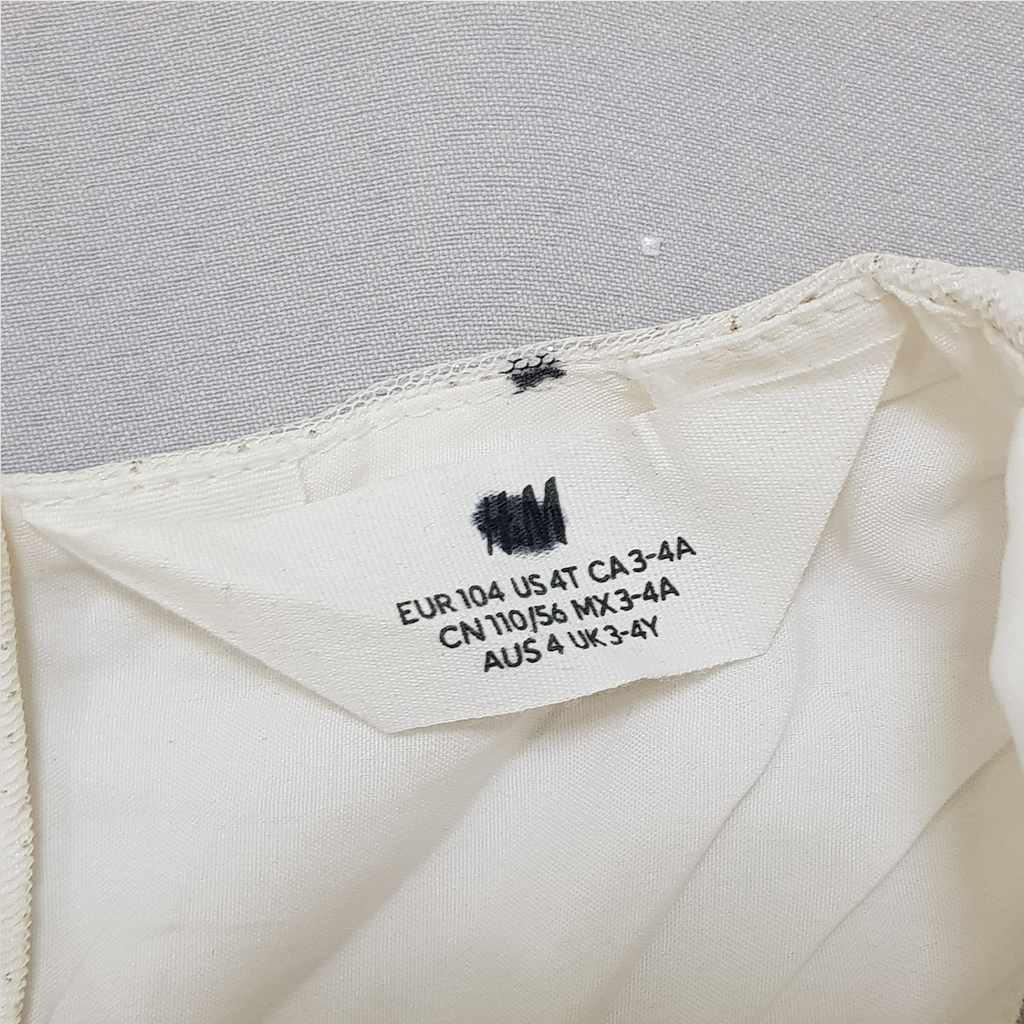 EUR 104 US 4T CA 3-4A
CN 110/56 MX 3-4A
AUS 4 UK 3-4Y